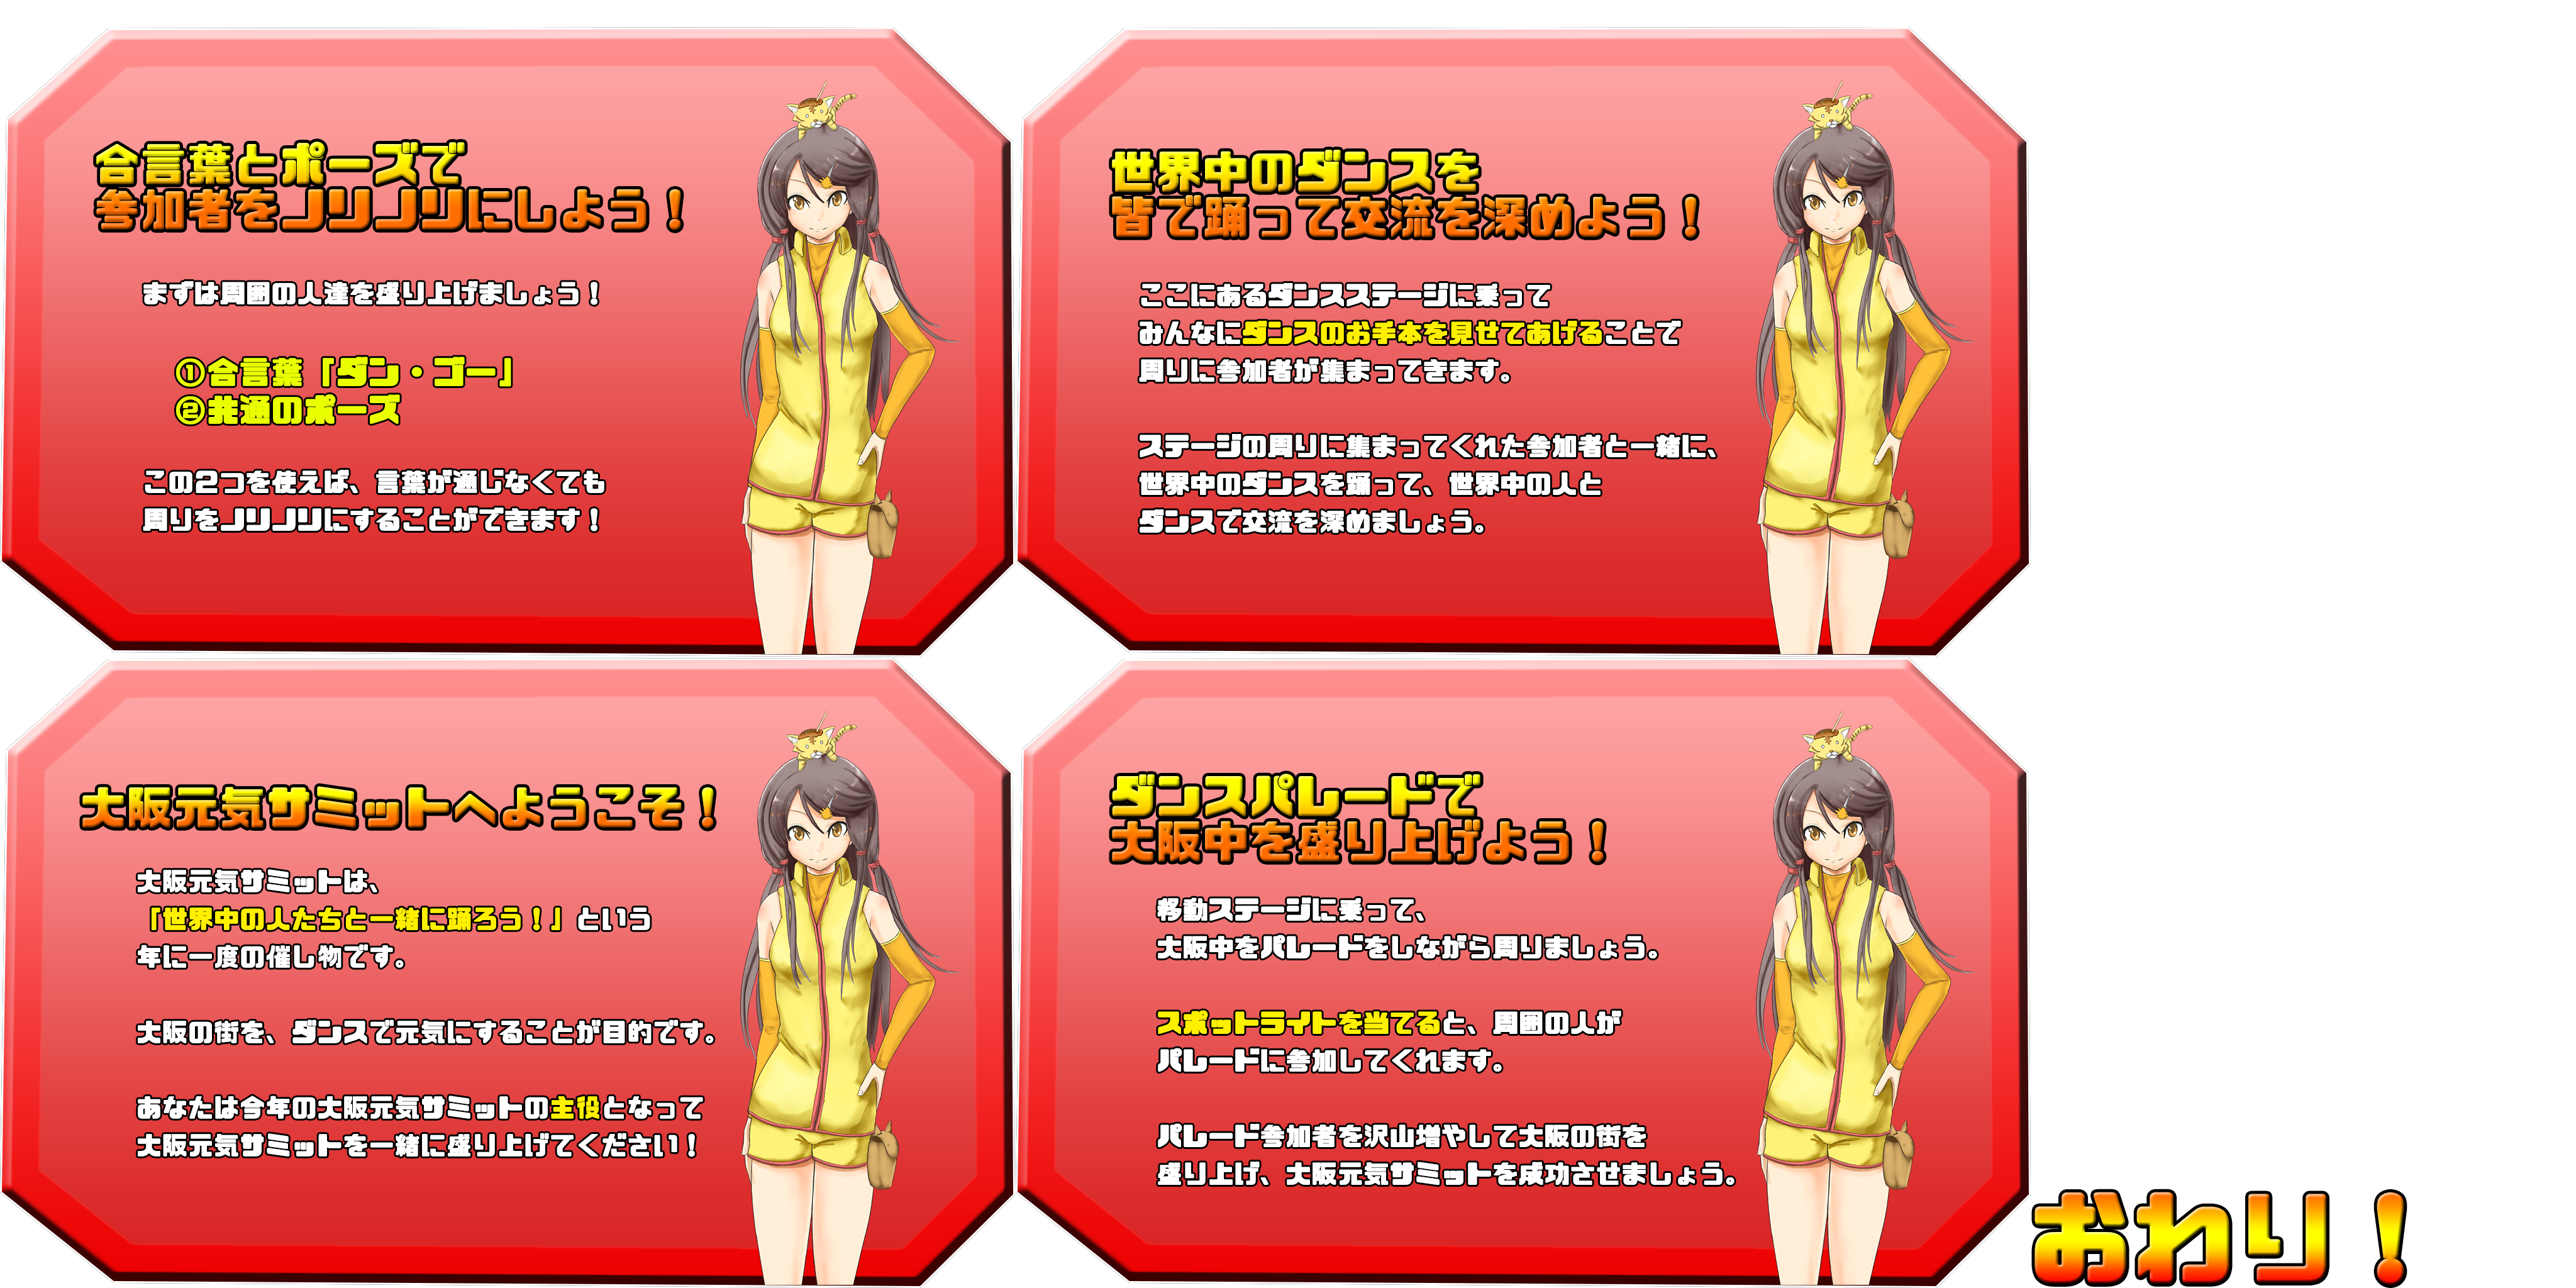 合言葉とポーズで
参加者をノリノリにしよう！
まずは周囲の人達を盛り上げましょう！
①合言葉「ダン・ゴー」
②共通のポーズ
この2つを使えば、言葉が通じなくても
周りをノリノリにすることができます！
世界中のダンスを
皆で踊って交流を深めよう！
ここにあるダンスステージに乗って
みんなにダンスのお手本を見せてあげることで
周りに参加者が集まってきます。
ステージの周りに集まってくれた参加者と一緒に、
世界中のダンスを踊って、世界中の人と
ダンスで交流を深めましょう。
大阪元気サミットへようこそ！
大阪元気サミットは、
「世界中の人たちと一緒に踊ろう！」という
年に一度の催し物です。
大阪の街を、ダンスで元気にすることが目的です。
あなたは今年の大阪元気サミットの主役となって
大阪元気サミットを一緒に盛り上げてください！
ダンスパレードで
大阪中を盛り上げよう！
移動ステージに乗って、
大阪中をパレードをしながら周りましょう。
スポットライトを当てると、周囲の人が
パレードに参加してくれます。
パレード参加者を沢山増やして大阪の街を
盛り上げ、大阪元気サミットを成功させましょう。
おわり！